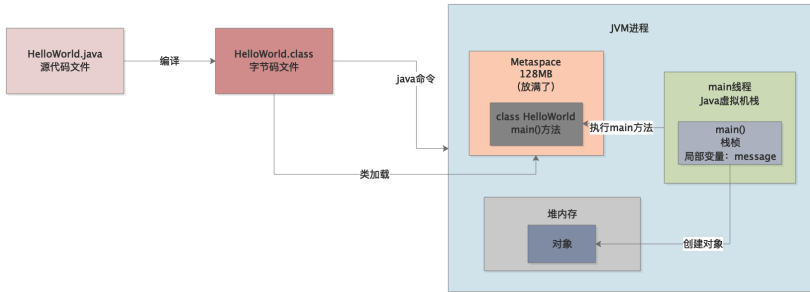 JVM进程
HelloWorld.java
源代码文件
编译
HelloWorld.class
字节码文件
java命令
Metaspace
128MB
(放满了)
class HelloWorld
main()方法
执行main方法
main线程
Java虚拟机栈
main()
栈桢
局部变量：message
类加载
堆内存
对象
创建对象